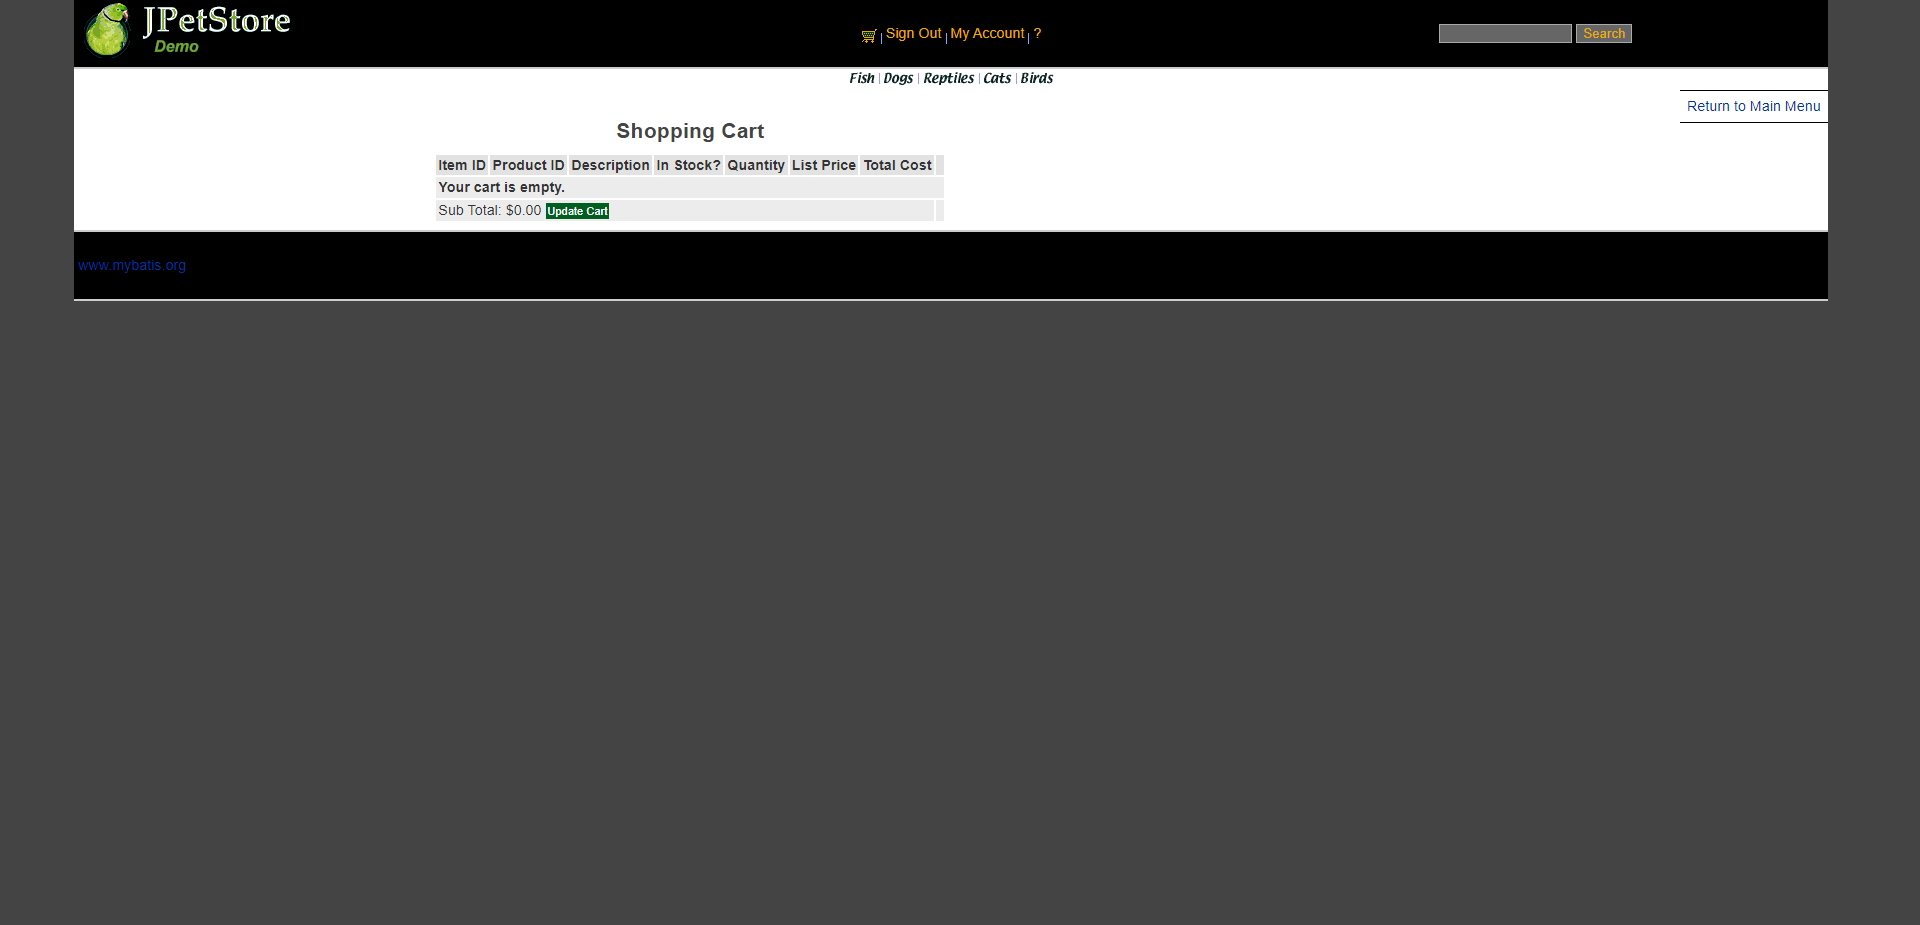 JPetStore
Demo
Sign Out My Account ?
Search
Fish Dogs Reptiles Cats Birds
Return to Main Menu
Shopping Cart
Item ID Product ID Description In Stock? Quantity List Price Total Cost
Your cart is empty.
Sub Total: $0.00 Update Cart
www.mybatis.org